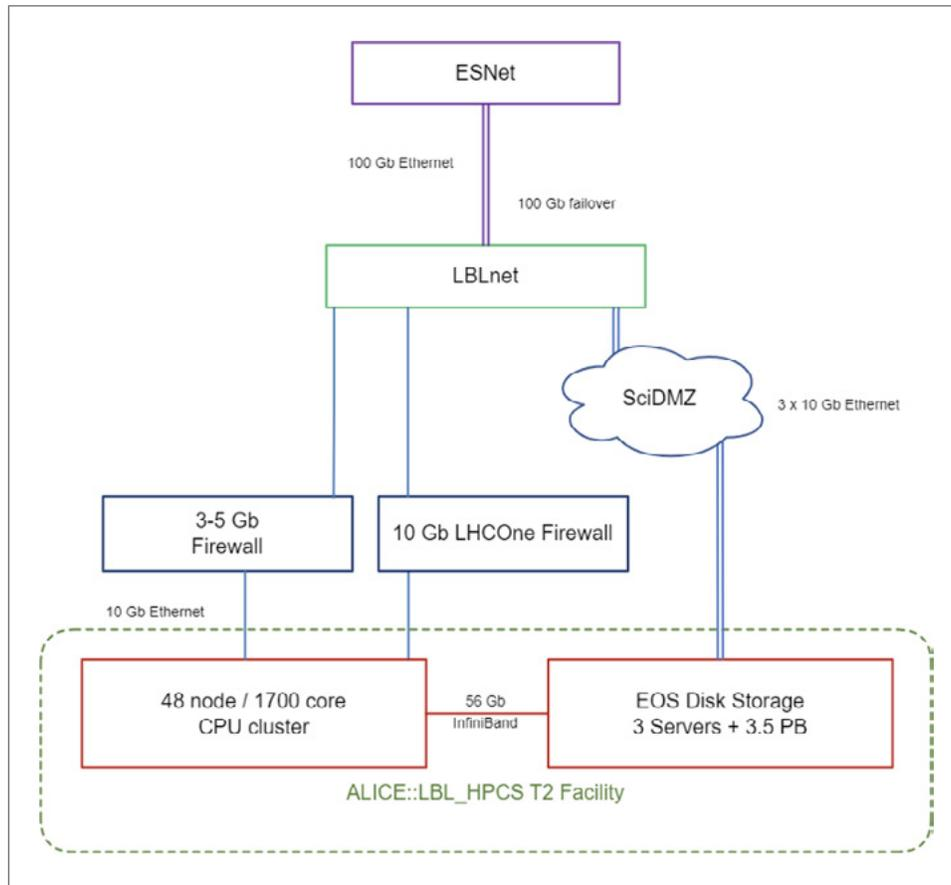 ESNet
100 Gb Ethernet
100 Gb failover
LBLnet
SciDMZ
3 x 10 Gb Ethernet
3-5 Gb
Firewall
10 Gb LHCOne Firewall
10 Gb Ethernet
48 node / 1700 core
CPU cluster
56 Gb
InfiniBand
EOS Disk Storage
3 Servers + 3.5 PB
ALICE::LBL_HPCS T2 Facility